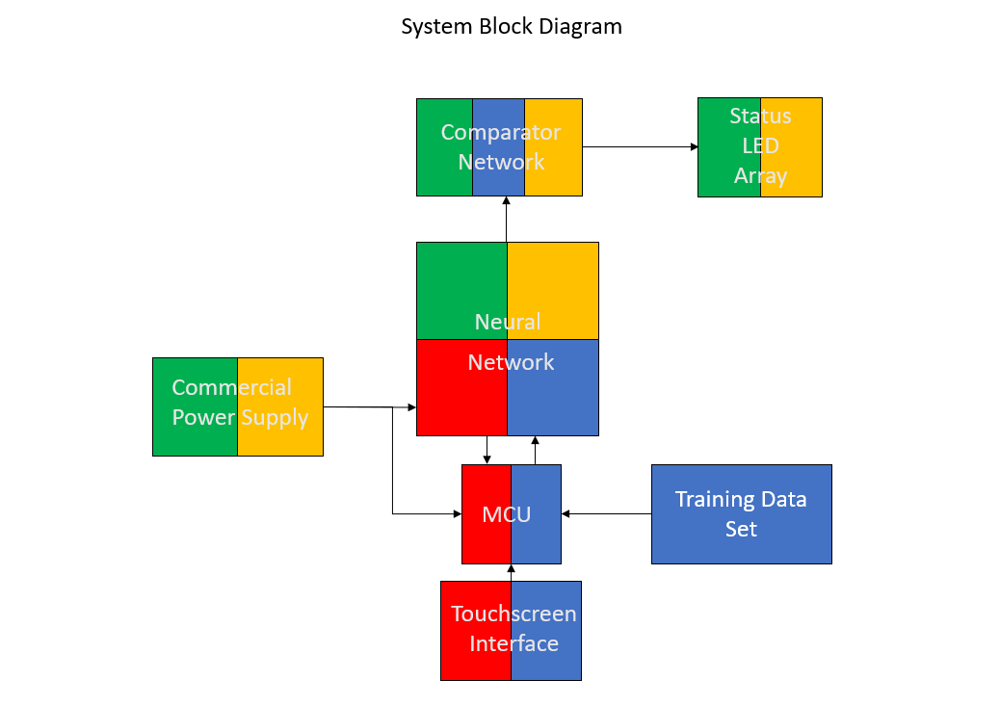 System Block Diagram
Comparator
Network
Status
LED
Array
Neural
Network
Commercial
Power Supply
MCU
Training Data
Set
Touchscreen
Interface